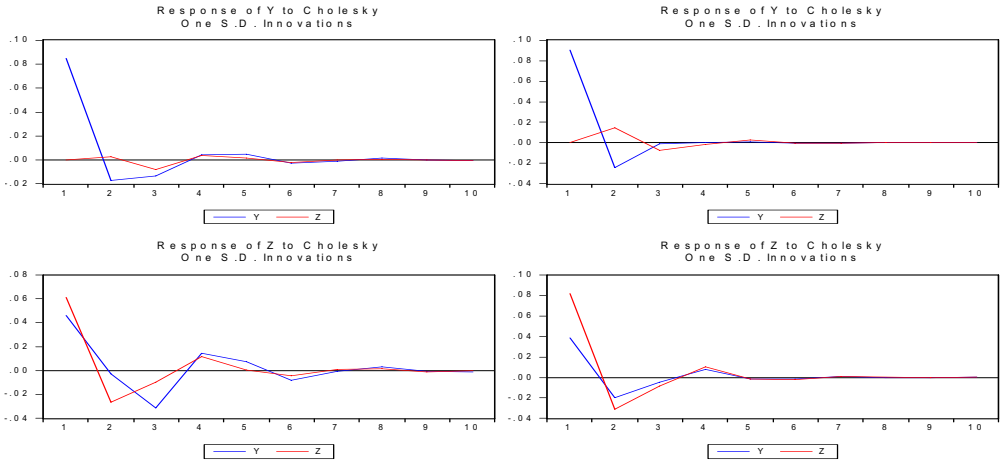 Response of Y to Cholesky
One S.D. Innovations
.10
.08
.06
.04
.02
.00
-.02
1 2 3 4 5 6 7 8 9 10
Y Z
Response of Y to Cholesky
One S.D. Innovations
.10
.08
.06
.04
.02
.00
-.02
-.04
1 2 3 4 5 6 7 8 9 10
Y Z
Response of Z to Cholesky
One S.D. Innovations
.08
.06
.04
.02
.00
-.02
-.04
1 2 3 4 5 6 7 8 9 10
Y Z
Response of Z to Cholesky
One S.D. Innovations
.10
.08
.06
.04
.02
.00
-.02
-.04
1 2 3 4 5 6 7 8 9 10
Y Z